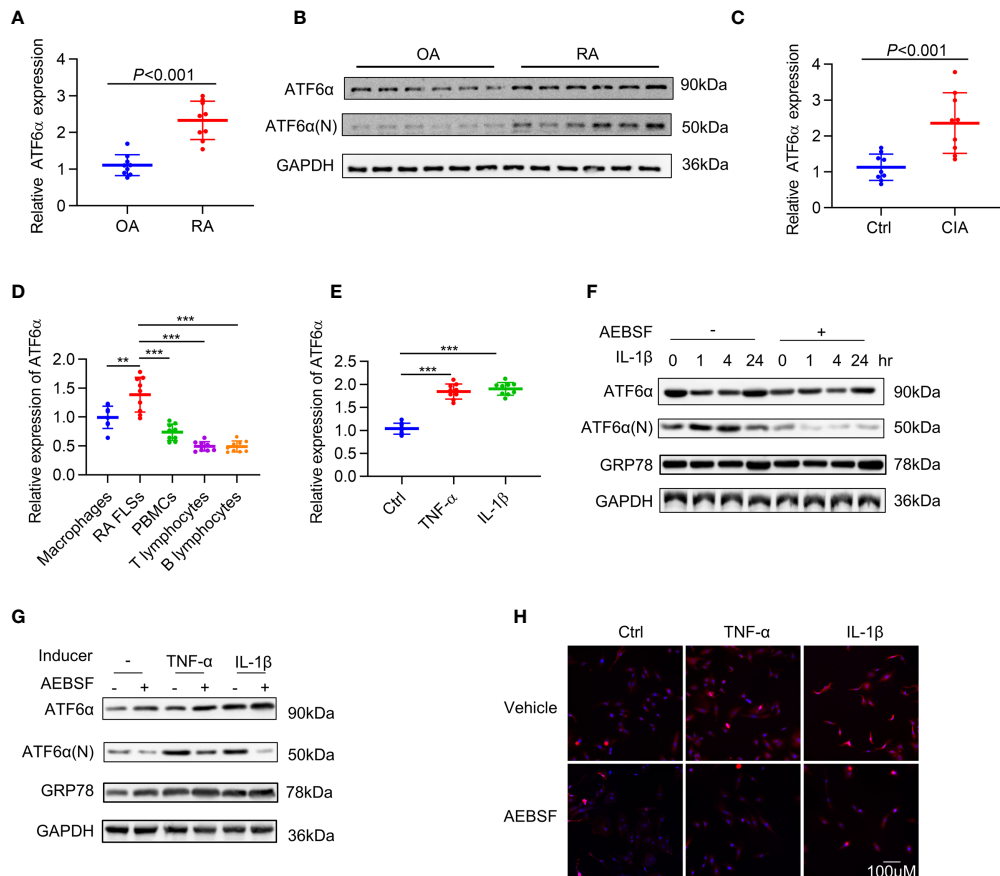 A
Relative ATF6α expression
4
3
2
1
0
P<0.001
OA
RA
B
OA RA
ATF6α 90kDa
ATF6α(N) 50kDa
GAPDH 36kDa
C
Relative ATF6α expression
4
3
2
1
0
P<0.001
Ctrl
CIA
D
Relative expression of ATF6α
2.0
1.5
1.0
0.5
0.0
***
***
** ***
Macrophages
RA FLSs
PBMCs
T lymphocytes
B lymphocytes
E
Relative expression of ATF6α
2.5
2.0
1.5
1.0
0.5
0.0
***
***
Ctrl
TNF-α
IL-1β
F
AEBSF - +
IL-1β 0 1 4 24 0 1 4 24 hr
ATF6α 90kDa
ATF6α(N) 50kDa
GRP78 78kDa
GAPDH 36kDa
G
Inducer - TNF-α IL-1β
AEBSF - + - + - +
ATF6α 90kDa
ATF6α(N) 50kDa
GRP78 78kDa
GAPDH 36kDa
H
Ctrl TNF-α IL-1β
Vehicle
AEBSF
100uM